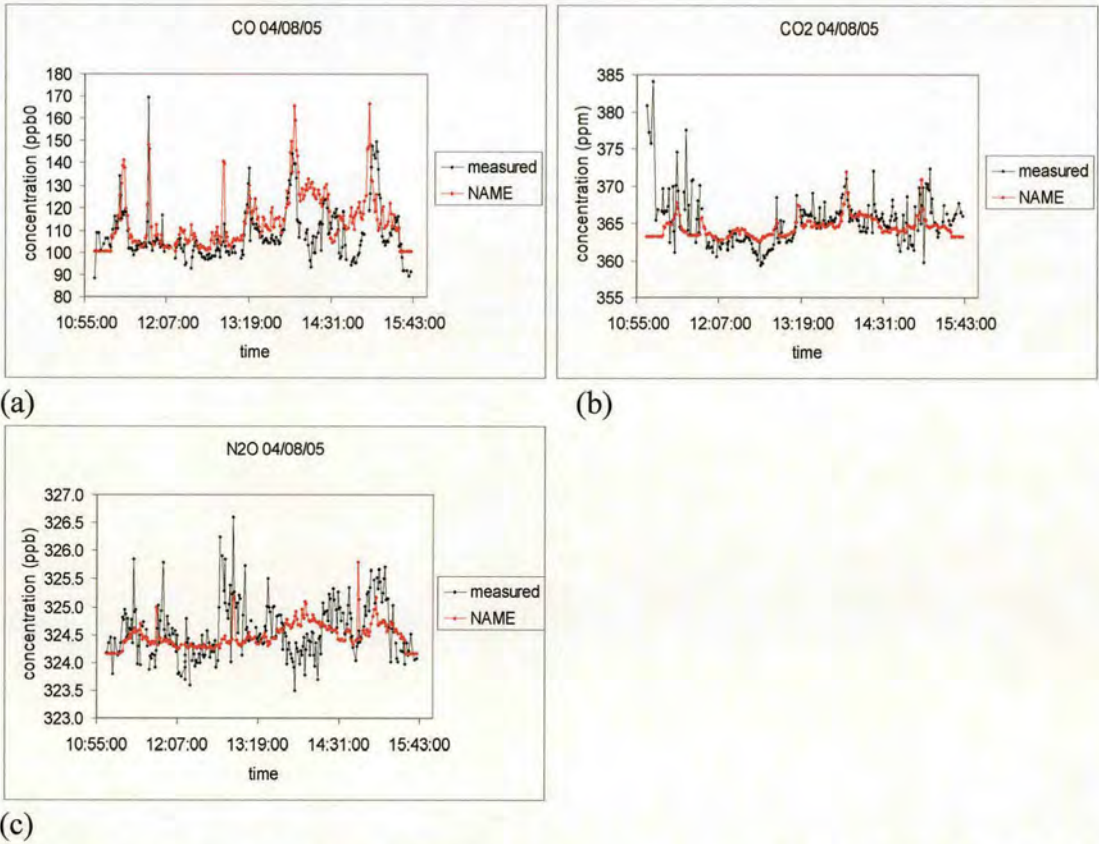 CO 04/08/05
concentration (ppb0
180
170
160
150
140
130
120
110
100
90
80
10:55:00 12:07:00 13:19:00 14:31:00 15:43:00
time
measured
NAME
(a)
CO2 04/08/05
concentration (ppm)
385
380
375
370
365
360
355
10:55:00 12:07:00 13:19:00 14:31:00 15:43:00
time
measured
NAME
(b)
N2O 04/08/05
concentration (ppb)
327.0
326.5
326.0
325.5
325.0
324.5
324.0
323.5
323.0
10:55:00 12:07:00 13:19:00 14:31:00 15:43:00
time
measured
NAME
(c)